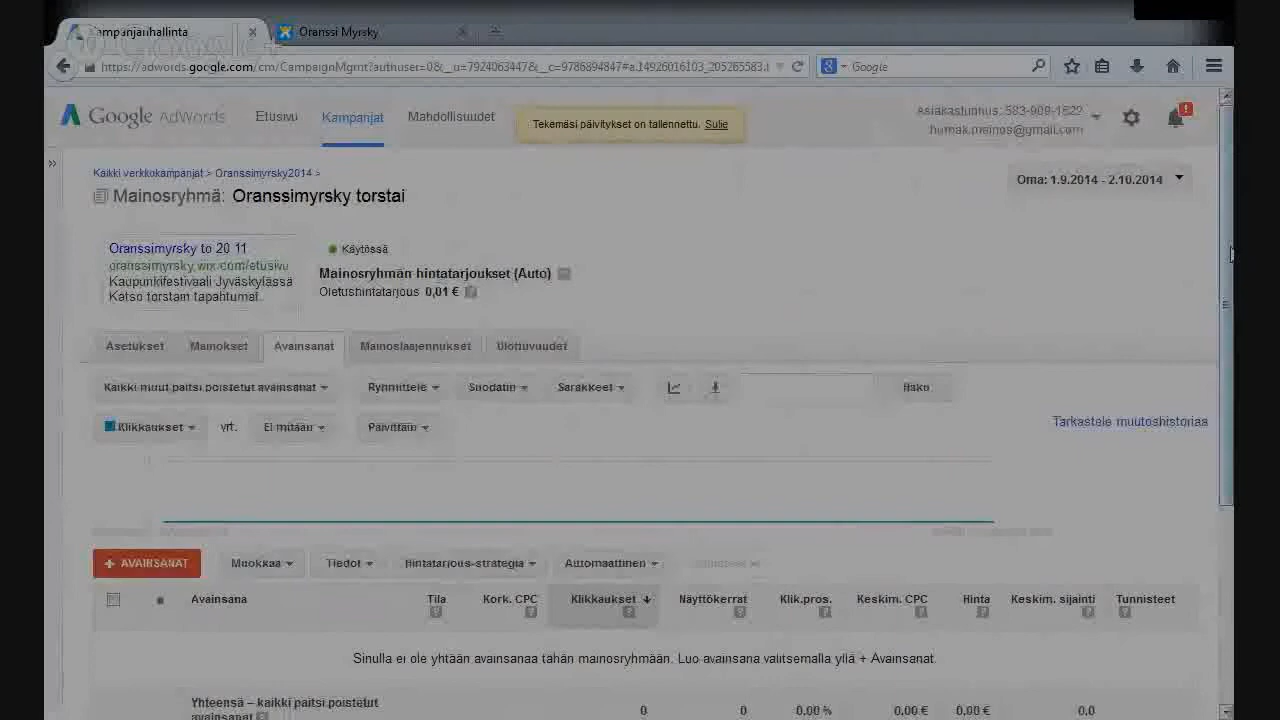 Kampanjanhallinta
Oranssi Myrsky
https://adwords.google.com/cm/CampaignMgmt?authuser=0&__u=7924063447&__c=9786894847#a.14926016103_205265583.r
Google
Google AdWords
Etusivu
Kampanjat
Mahdollisuudet
Tekemäsi päivitykset on tallennettu. Sulje
Asiakastunnus: 583-909-1622
humak.mainos@gmail.com
Kaikki verkkokampanjat > Oranssimyrsky2014 >
Mainosryhmä: Oranssimyrsky torstai
Oma: 1.9.2014 - 2.10.2014
Oranssimyrsky to 20.11
oranssimyrsky.wix.com/etusivu
Kaupunkifestivaali Jyväskylässä
Katso torstain tapahtumat.
Käytössä
Mainosryhmän hintatarjoukset (Auto)
Oletushintatarjous 0,01 €
Asetukset
Mainokset
Avainsanat
Mainoslaajennukset
Ulottuvuudet
Kaikki muut paitsi poistetut avainsanat
Ryhmittele
Suodatin
Sarakkeet
Haku
Klikkaukset
vrt.
Ei mitään
Päivittäin
Tarkastele muutoshistoriaa
+ AVAINSANAT
Muokkaa
Tiedot
Hintatarjous-strategia
Automaattinen
Avainsana
Tila
Kork. CPC
Klikkaukset
Näyttökerrat
Klik.pros.
Keskim. CPC
Hinta
Keskim. sijainti
Tunnisteet
Sinulla ei ole yhtään avainsanaa tähän mainosryhmään. Luo avainsana valitsemalla yllä + Avainsanat.
Yhteensä – kaikki paitsi poistetut
avainsanat
0
0
0,00 %
0,00 €
0,00 €
0,0